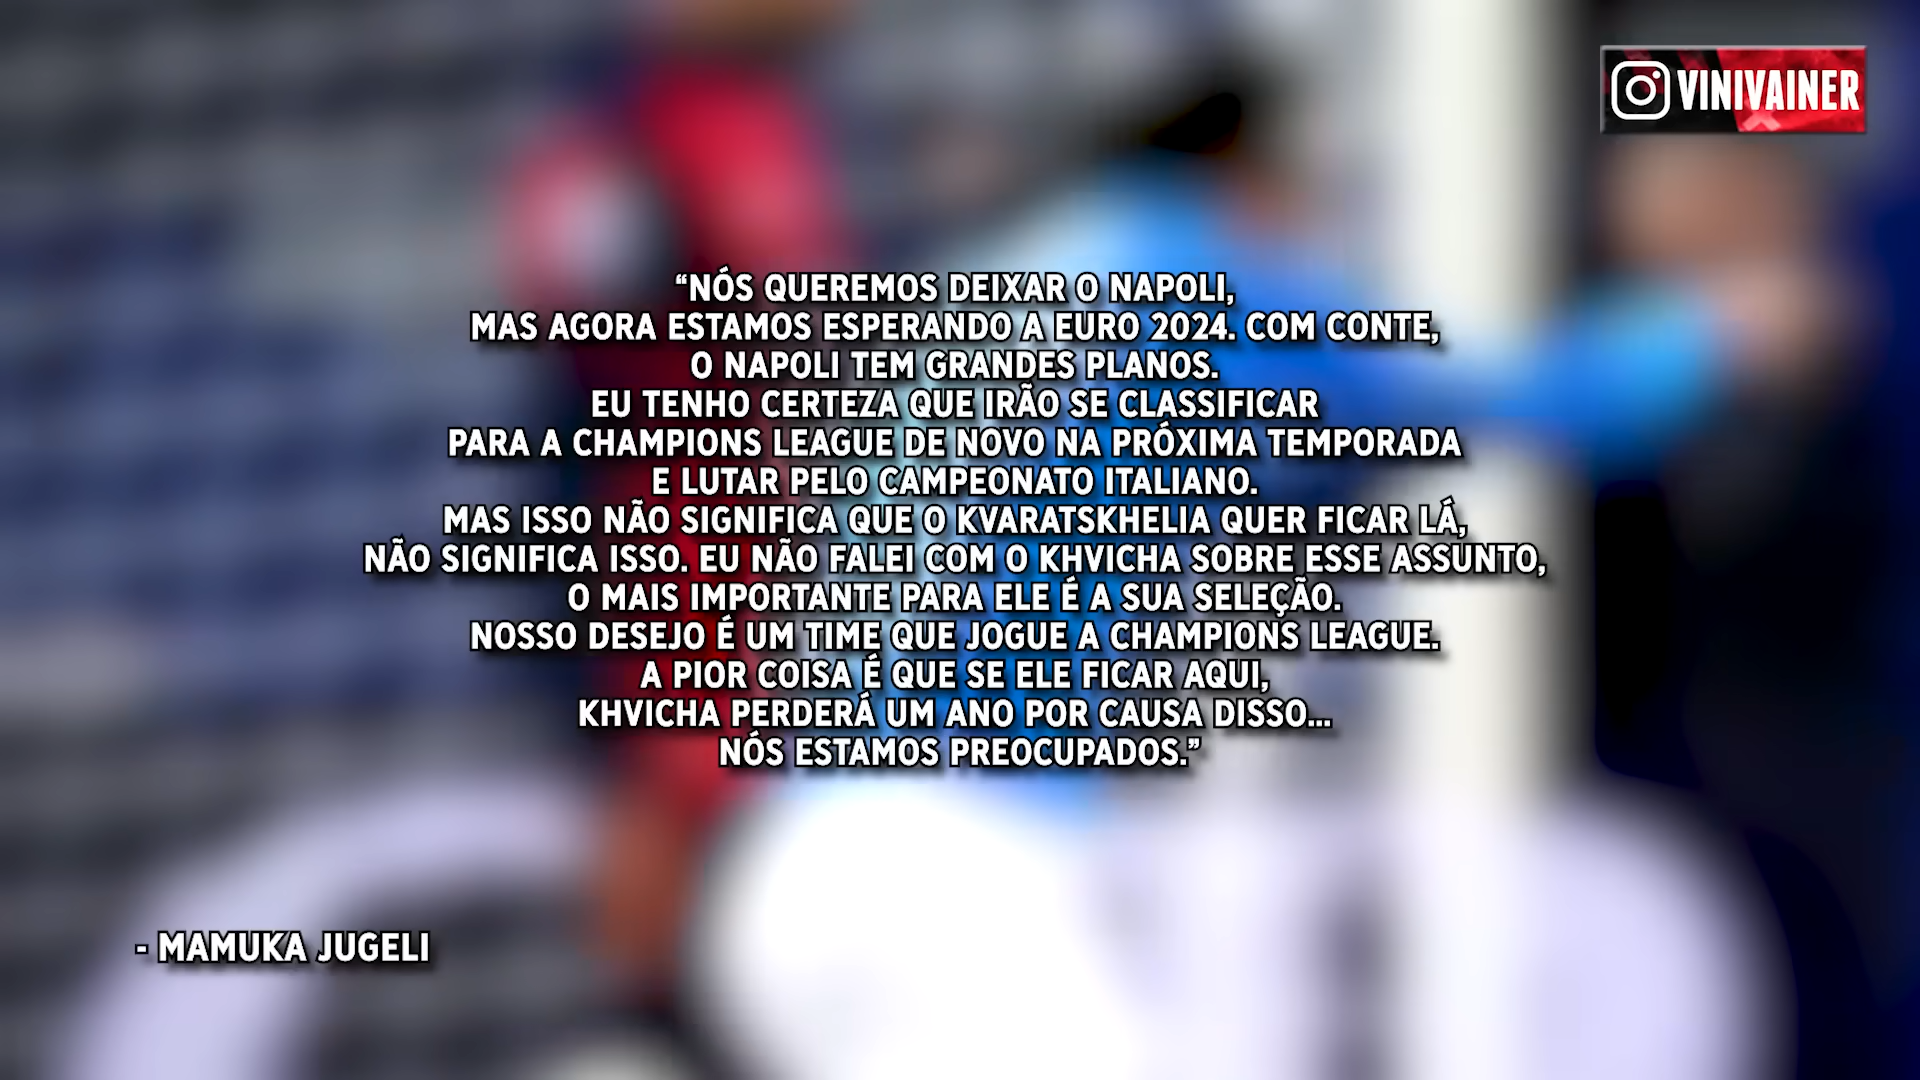 VINIVAINER
“NÓS QUEREMOS DEIXAR O NAPOLI,
MAS AGORA ESTAMOS ESPERANDO A EURO 2024. COM CONTE,
O NAPOLI TEM GRANDES PLANOS.
EU TENHO CERTEZA QUE IRÃO SE CLASSIFICAR
PARA A CHAMPIONS LEAGUE DE NOVO NA PRÓXIMA TEMPORADA
E LUTAR PELO CAMPEONATO ITALIANO.
MAS ISSO NÃO SIGNIFICA QUE O KVARATSKHELIA QUER FICAR LÁ,
NÃO SIGNIFICA ISSO. EU NÃO FALEI COM O KHVICHA SOBRE ESSE ASSUNTO,
O MAIS IMPORTANTE PARA ELE É A SUA SELEÇÃO.
NOSSO DESEJO É UM TIME QUE JOGUE A CHAMPIONS LEAGUE.
A PIOR COISA É QUE SE ELE FICAR AQUI,
KHVICHA PERDERÁ UM ANO POR CAUSA DISSO...
NÓS ESTAMOS PREOCUPADOS.”
- MAMUKA JUGELI